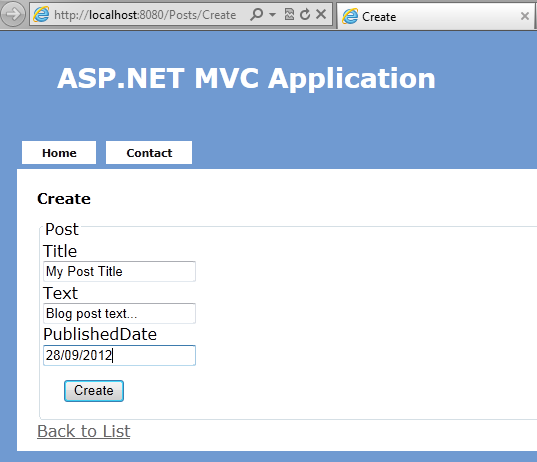 http://localhost:8080/Posts/Create
Create
ASP.NET MVC Application
Home
Contact
Create
Post
Title
My Post Title
Text
Blog post text...
PublishedDate
28/09/2012
Create
Back to List